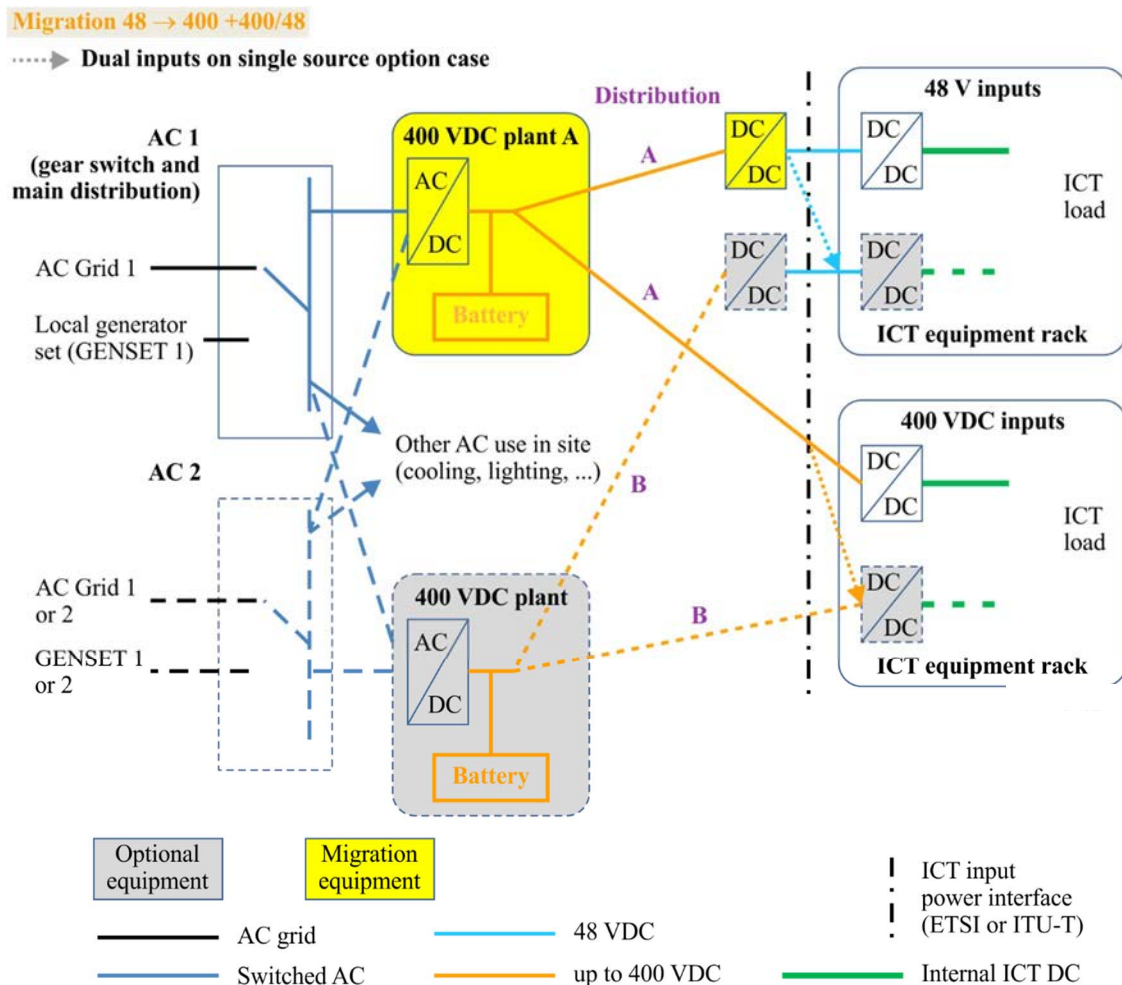 Migration 48 → 400 +400/48
Dual inputs on single source option case
Distribution
48 V inputs
AC 1
(gear switch and
main distribution)
400 VDC plant A
AC
DC
Battery
A
A
DC
DC
DC
DC
DC
DC
DC
DC
ICT
load
ICT equipment rack
AC Grid 1
Local generator
set (GENSET 1)
Other AC use in site
(cooling, lighting, ...)
400 VDC inputs
DC
DC
ICT
load
DC
DC
ICT equipment rack
AC 2
B
B
AC Grid 1
or 2
GENSET 1
or 2
400 VDC plant
AC
DC
Battery
Optional
equipment
Migration
equipment
ICT input
power interface
(ETSI or ITU-T)
AC grid
48 VDC
Switched AC
up to 400 VDC
Internal ICT DC